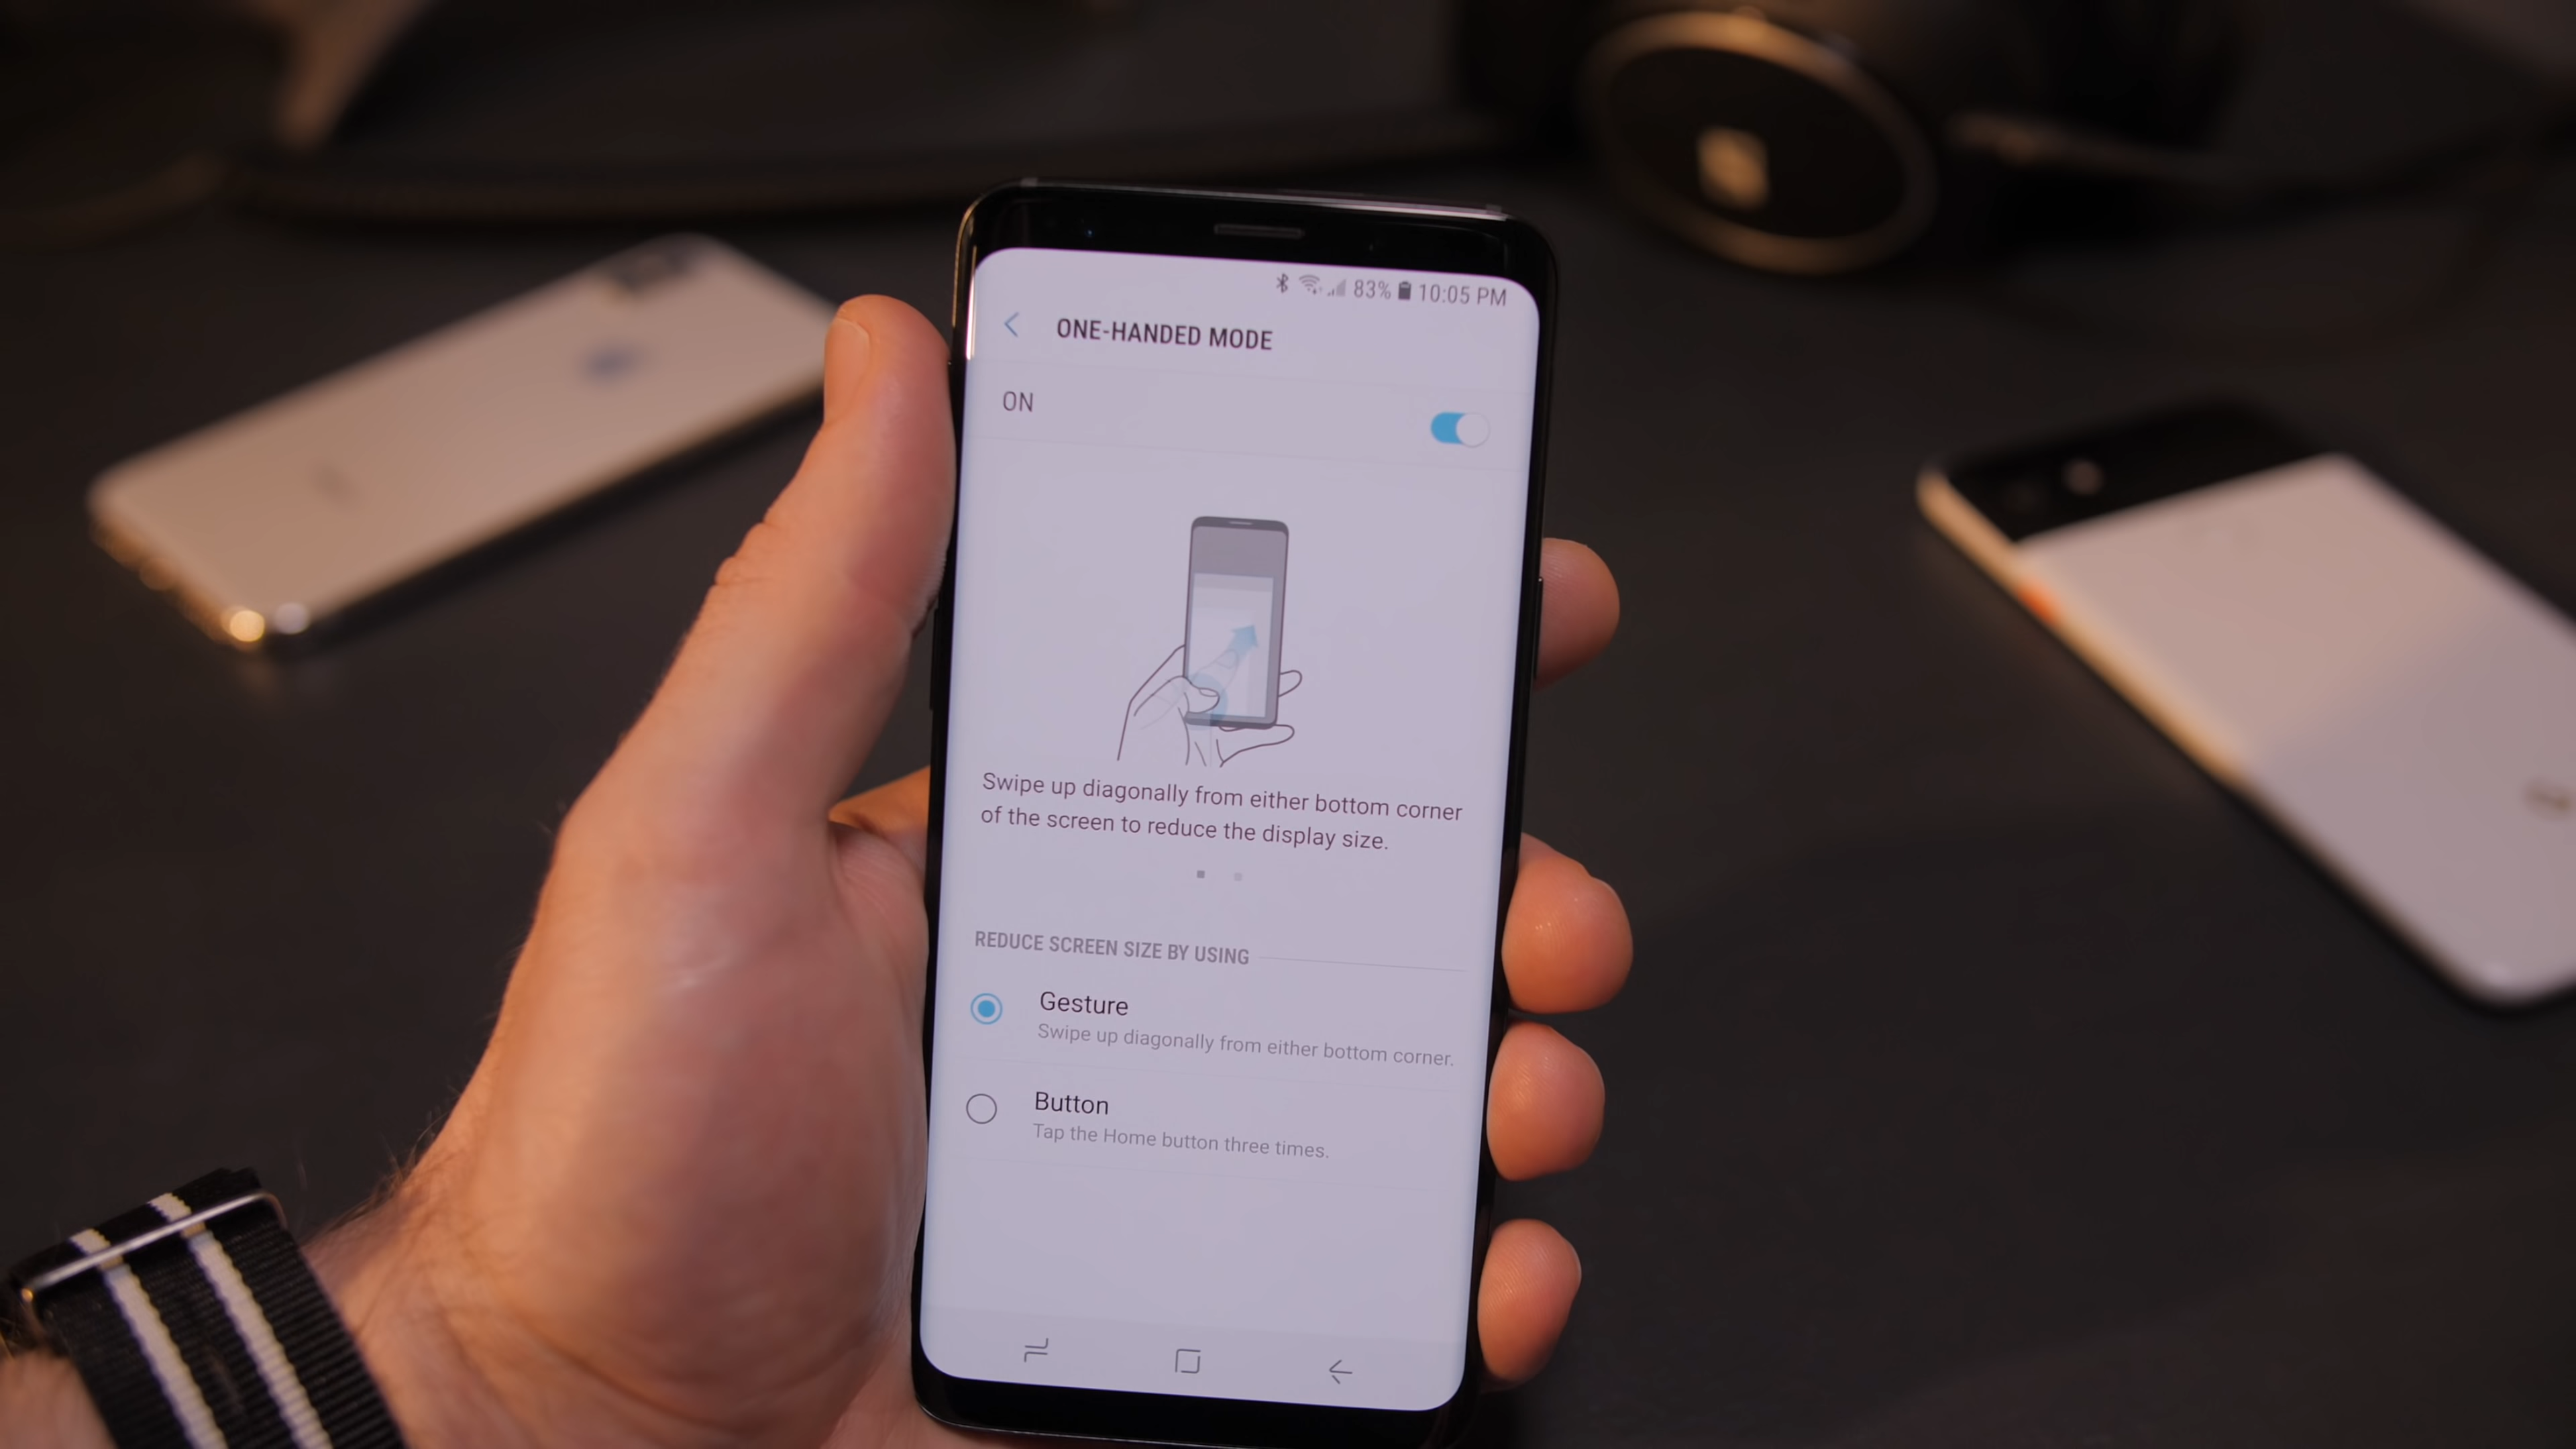 83% 10:05 PM
ONE-HANDED MODE
ON
Swipe up diagonally from either bottom corner
of the screen to reduce the display size.
REDUCE SCREEN SIZE BY USING
Gesture
Swipe up diagonally from either bottom corner.
Button
Tap the Home button three times.